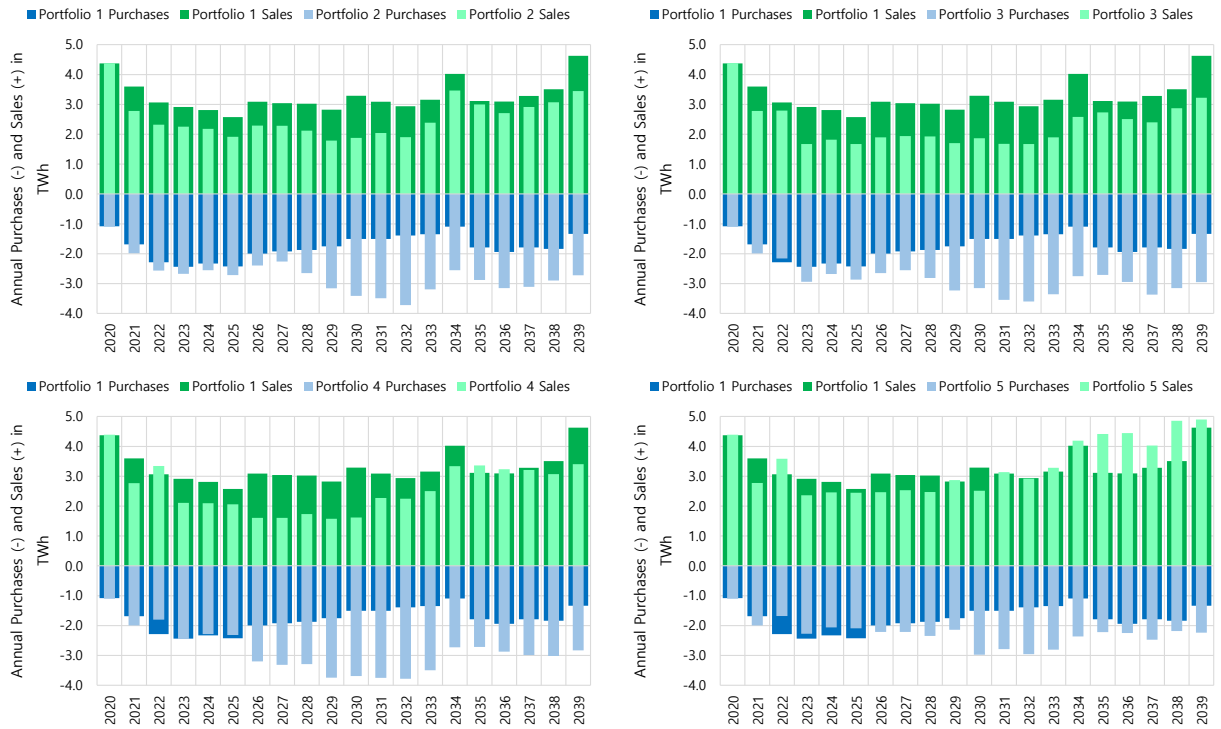 Portfolio 1 Purchases Portfolio 1 Sales Portfolio 2 Purchases Portfolio 2 Sales
Annual Purchases (-) and Sales (+) in
TWh
5.0
4.0
3.0
2.0
1.0
0.0
-1.0
-2.0
-3.0
-4.0
2020 2021 2022 2023 2024 2025 2026 2027 2028 2029 2030 2031 2032 2033 2034 2035 2036 2037 2038 2039
Portfolio 1 Purchases Portfolio 1 Sales Portfolio 3 Purchases Portfolio 3 Sales
Annual Purchases (-) and Sales (+) in
TWh
5.0
4.0
3.0
2.0
1.0
0.0
-1.0
-2.0
-3.0
-4.0
2020 2021 2022 2023 2024 2025 2026 2027 2028 2029 2030 2031 2032 2033 2034 2035 2036 2037 2038 2039
Portfolio 1 Purchases Portfolio 1 Sales Portfolio 4 Purchases Portfolio 4 Sales
Annual Purchases (-) and Sales (+) in
TWh
5.0
4.0
3.0
2.0
1.0
0.0
-1.0
-2.0
-3.0
-4.0
2020 2021 2022 2023 2024 2025 2026 2027 2028 2029 2030 2031 2032 2033 2034 2035 2036 2037 2038 2039
Portfolio 1 Purchases Portfolio 1 Sales Portfolio 5 Purchases Portfolio 5 Sales
Annual Purchases (-) and Sales (+) in
TWh
5.0
4.0
3.0
2.0
1.0
0.0
-1.0
-2.0
-3.0
-4.0
2020 2021 2022 2023 2024 2025 2026 2027 2028 2029 2030 2031 2032 2033 2034 2035 2036 2037 2038 2039